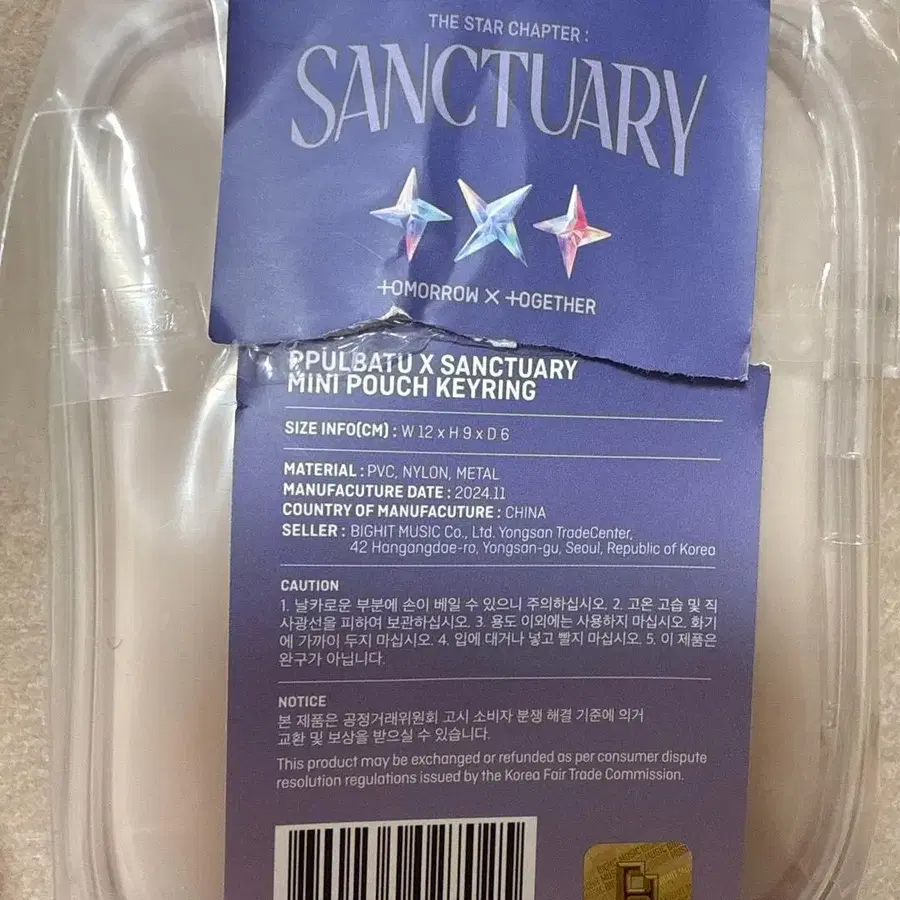 THE STAR CHAPTER :
SANCTUARY
TOMORROW X TOGETHER
PPULBATU X SANCTUARY
MINI POUCH KEYRING
SIZE INFO(CM) : W 12 x H 9 x D 6
MATERIAL : PVC, NYLON, METAL
MANUFACUTURE DATE : 2024.11
COUNTRY OF MANUFACUTURE : CHINA
SELLER : BIGHIT MUSIC Co., Ltd. Yongsan TradeCenter,
42 Hangangdae-ro, Yongsan-gu, Seoul, Republic of Korea
CAUTION
1. 날카로운 부분에 손이 베일 수 있으니 주의하십시오. 2. 고온 고습 및 직
사광선을 피하여 보관하십시오. 3. 용도 이외에는 사용하지 마십시오. 화기
에 가까이 두지 마십시오. 4. 입에 대거나 넣고 빨지 마십시오. 5. 이 제품은
완구가 아닙니다.
NOTICE
본 제품은 공정거래위원회 고시 소비자 분쟁 해결 기준에 의거
교환 및 보상을 받으실 수 있습니다.
This product may be exchanged or refunded as per consumer dispute
resolution regulations issued by the Korea Fair Trade Commission.
BIGHIT MUSIC